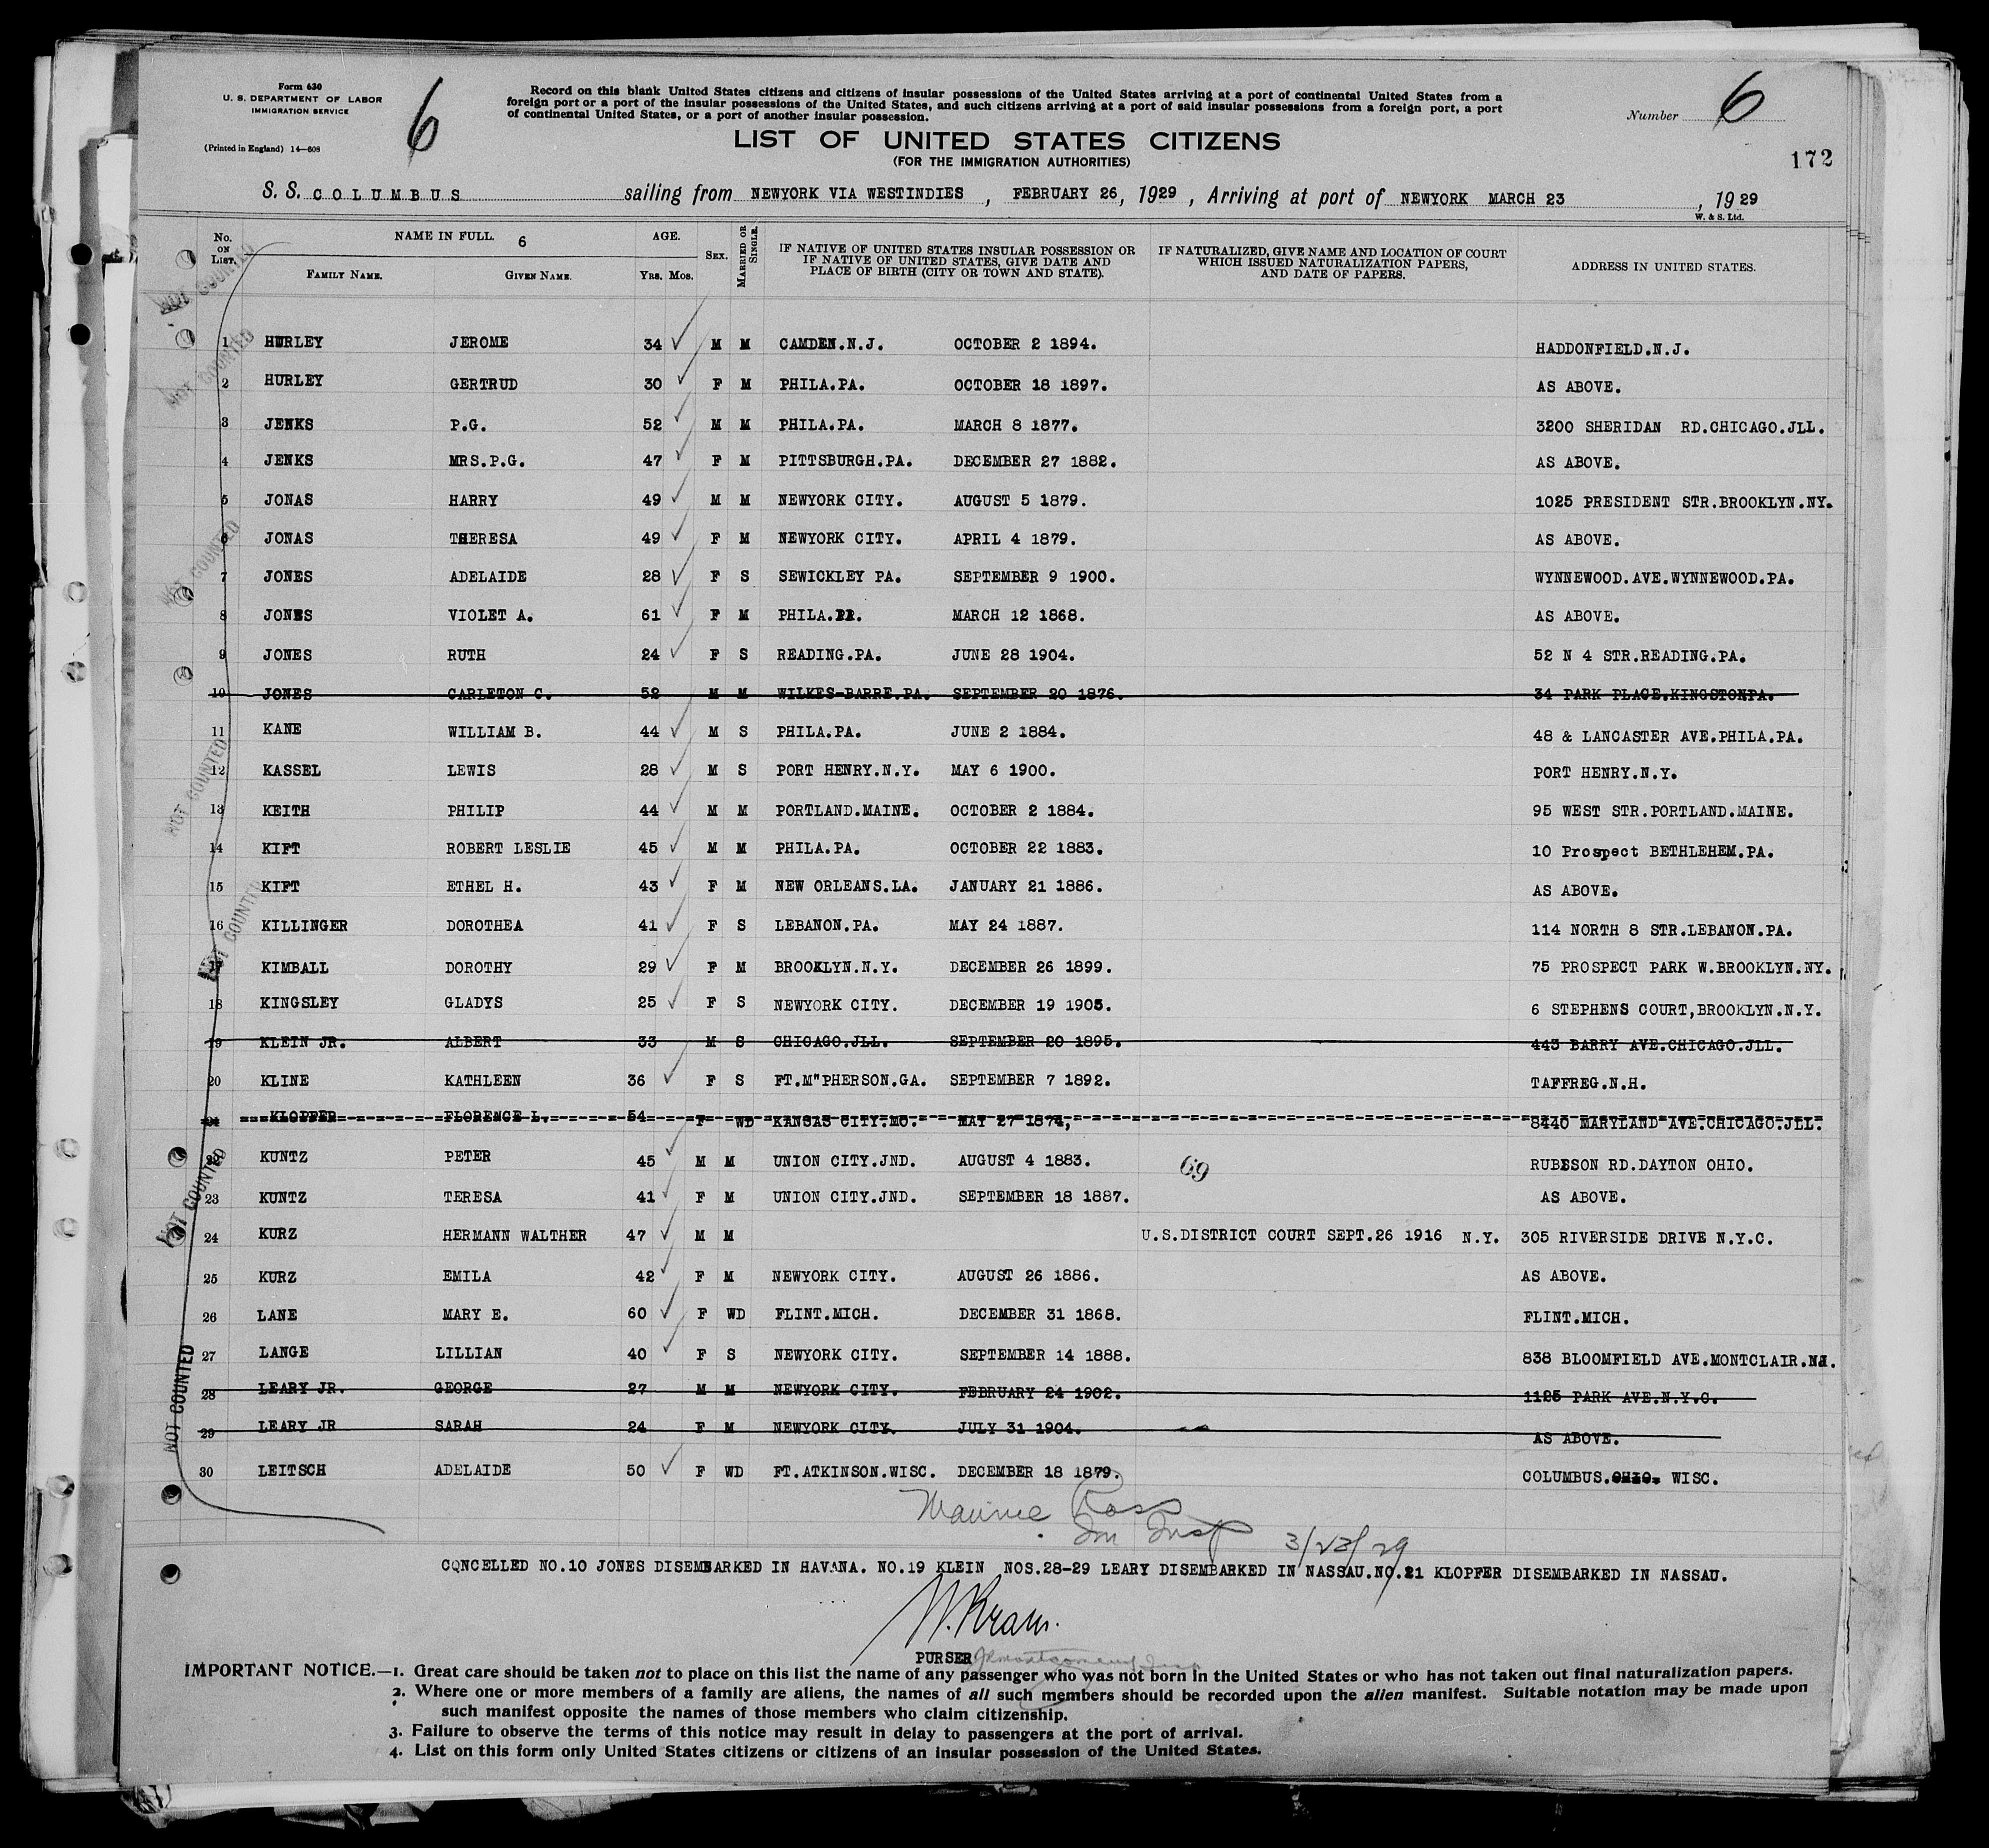 Form 630
U. S. DEPARTMENT OF LABOR
IMMIGRATION SERVICE
(Printed in England) 14—608
6
Record on this blank United States citizens and citizens of insular possessions of the United States arriving at a port of continental United States from a
foreign port or a port of the insular possessions of the United States, and such citizens arriving at a port of said insular possessions from a foreign port, a port
of continental United States, or a port of another insular possession.
Number 6
LIST OF UNITED STATES CITIZENS
(FOR THE IMMIGRATION AUTHORITIES)
172
S. S. COLUMBUS sailing from NEWYORK VIA WESTINDIES, FEBRUARY 26, 1929, Arriving at port of NEWYORK MARCH 23, 1929
W. & S. Ltd.
No. ON LIST. NAME IN FULL. 6 AGE. SEX. MARRIED OR SINGLE. IF NATIVE OF UNITED STATES INSULAR POSSESSION OR IF NATIVE OF UNITED STATES, GIVE DATE AND PLACE OF BIRTH (CITY OR TOWN AND STATE). IF NATURALIZED, GIVE NAME AND LOCATION OF COURT WHICH ISSUED NATURALIZATION PAPERS, AND DATE OF PAPERS. ADDRESS IN UNITED STATES.
FAMILY NAME. GIVEN NAME. YRS. MOS.
NOT COUNTED
NOT COUNTED
1 HURLEY JEROME 34 M M CAMDEN.N.J. OCTOBER 2 1894. HADDONFIELD.N.J.
2 HURLEY GERTRUD 30 F M PHILA.PA. OCTOBER 18 1897. AS ABOVE.
3 JENKS P.G. 52 M M PHILA.PA. MARCH 8 1877. 3200 SHERIDAN RD.CHICAGO.JLL.
4 JENKS MRS.P.G. 47 F M PITTSBURGH.PA. DECEMBER 27 1882. AS ABOVE.
5 JONAS HARRY 49 M M NEWYORK CITY. AUGUST 5 1879. 1025 PRESIDENT STR.BROOKLYN.NY.
NOT COUNTED
6 JONAS THERESA 49 F M NEWYORK CITY. APRIL 4 1879. AS ABOVE.
7 JONES ADELAIDE 28 F S SEWICKLEY PA. SEPTEMBER 9 1900. WYNNEWOOD.AVE.WYNNEWOOD.PA.
8 JONES VIOLET A. 61 F M PHILA. MARCH 12 1868. AS ABOVE.
9 JONES RUTH 24 F S READING.PA. JUNE 28 1904. 52 N 4 STR.READING.PA.
10 JONES CARLETON C. 52 M M WILKES-BARRE.PA. SEPTEMBER 20 1876. 34 PARK PLACE.KINGSTONPA.
11 KANE WILLIAM B. 44 M S PHILA.PA. JUNE 2 1884. 48 & LANCASTER AVE.PHILA.PA.
NOT COUNTED
12 KASSEL LEWIS 28 M S PORT HENRY.N.Y. MAY 6 1900. PORT HENRY.N.Y.
13 KEITH PHILIP 44 M M PORTLAND.MAINE. OCTOBER 2 1884. 95 WEST STR.PORTLAND.MAINE.
14 KIFT ROBERT LESLIE 45 M M PHILA.PA. OCTOBER 22 1883. 10 Prospect BETHLEHEM.PA.
15 KIFT ETHEL H. 43 F M NEW ORLEANS.LA. JANUARY 21 1886. AS ABOVE.
NOT COUNTED
16 KILLINGER DOROTHEA 41 F S LEBANON.PA. MAY 24 1887. 114 NORTH 8 STR.LEBANON.PA.
17 KIMBALL DOROTHY 29 F M BROOKLYN.N.Y. DECEMBER 26 1899. 75 PROSPECT PARK W.BROOKLYN.NY.
18 KINGSLEY GLADYS 25 F S NEWYORK CITY. DECEMBER 19 1903. 6 STEPHENS COURT,BROOKLYN.N.Y.
19 KLEIN JR. ALBERT 33 M S CHICAGO.JLL. SEPTEMBER 20 1895. 443 BARRY AVE.CHICAGO.JLL.
20 KLINE KATHLEEN 36 F S FT.M"PHERSON.GA. SEPTEMBER 7 1892. TAFFREG.N.H.
21 KLOPFER FLORENCE L. 54 F WD KANSAS CITY.MO. MAY 27 1874, 8440 MARYLAND AVE.CHICAGO.JLL.
22 KUNTZ PETER 45 M M UNION CITY.JND. AUGUST 4 1883. 69 RUBSSON RD.DAYTON OHIO.
NOT COUNTED
23 KUNTZ TERESA 41 F M UNION CITY.JND. SEPTEMBER 18 1887. AS ABOVE.
24 KURZ HERMANN WALTHER 47 M M U.S.DISTRICT COURT SEPT.26 1916 N.Y. 305 RIVERSIDE DRIVE N.Y.C.
25 KURZ EMILA 42 F M NEWYORK CITY. AUGUST 26 1886. AS ABOVE.
26 LANE MARY E. 60 F WD FLINT.MICH. DECEMBER 31 1868. FLINT.MICH.
27 LANGE LILLIAN 40 F S NEWYORK CITY. SEPTEMBER 14 1888. 838 BLOOMFIELD AVE.MONTCLAIR.NJ.
NOT COUNTED
28 LEARY JR. GEORGE 27 M M NEWYORK CITY. FEBRUARY 24 1902. 1125 PARK AVE.N.Y.C.
29 LEARY JR SARAH 24 F M NEWYORK CITY. JULY 31 1904. AS ABOVE.
30 LEITSCH ADELAIDE 50 F WD FT.ATKINSON.WISC. DECEMBER 18 1879. COLUMBUS.OHIO. WISC.
Maurice Ross
Im Insp 3/23/29
CQNCELLED NO.10 JONES DISEMBARKED IN HAVANA. NO.19 KLEIN NOS.28-29 LEARY DISEMBARKED IN NASSAU.NO.21 KLOPFER DISEMBARKED IN NASSAU.
PURSER
IMPORTANT NOTICE.—1. Great care should be taken not to place on this list the name of any passenger who was not born in the United States or who has not taken out final naturalization papers.
2. Where one or more members of a family are aliens, the names of all such members should be recorded upon the alien manifest. Suitable notation may be made upon
such manifest opposite the names of those members who claim citizenship.
3. Failure to observe the terms of this notice may result in delay to passengers at the port of arrival.
4. List on this form only United States citizens or citizens of an insular possession of the United States.